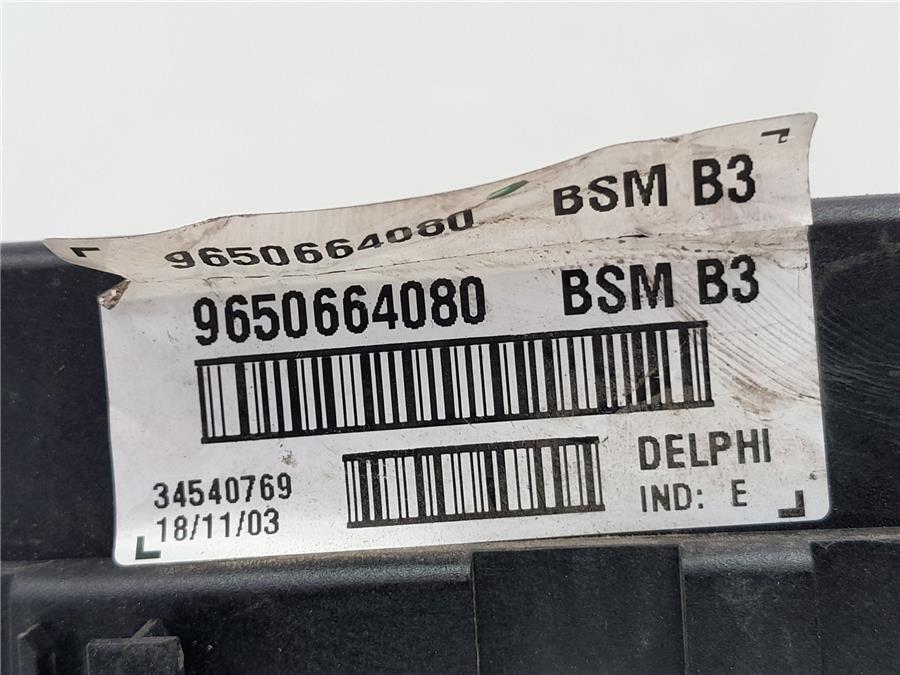 9650664080 BSM B3
9650664080 BSM B3
34540769 DELPHI
18/11/03 IND: E